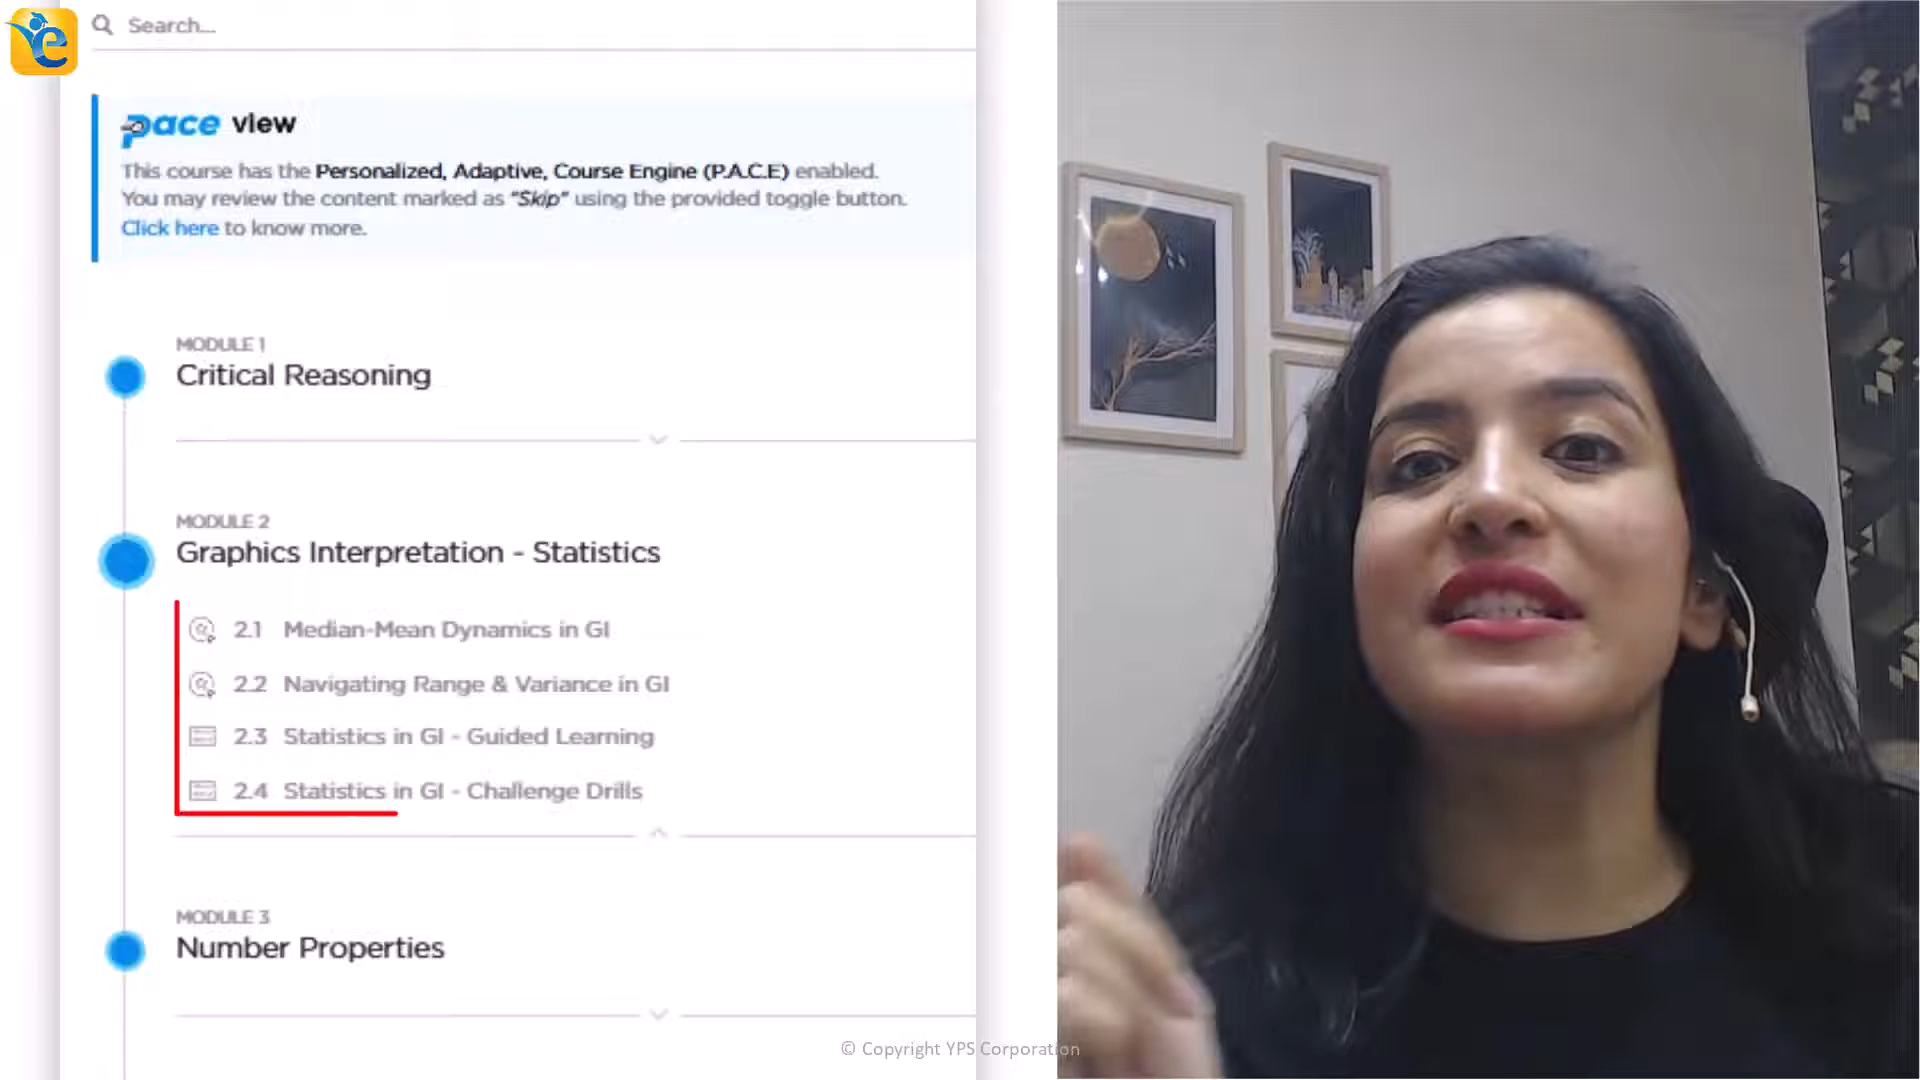 Search...
pace view
This course has the Personalized, Adaptive, Course Engine (P.A.C.E) enabled.
You may review the content marked as "Skip" using the provided toggle button.
Click here to know more.
MODULE 1
Critical Reasoning
MODULE 2
Graphics Interpretation - Statistics
2.1 Median-Mean Dynamics in GI
2.2 Navigating Range & Variance in GI
2.3 Statistics in GI - Guided Learning
2.4 Statistics in GI - Challenge Drills
MODULE 3
Number Properties
© Copyright YPS Corporation